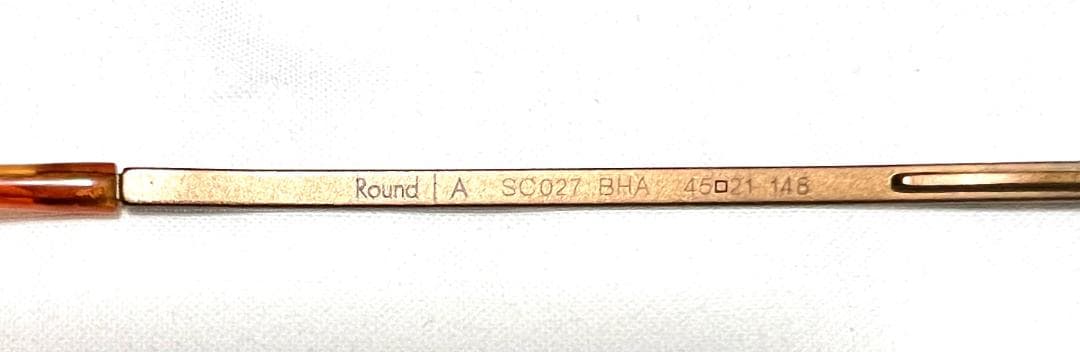 Round | A SC027 BHA 45□21 148